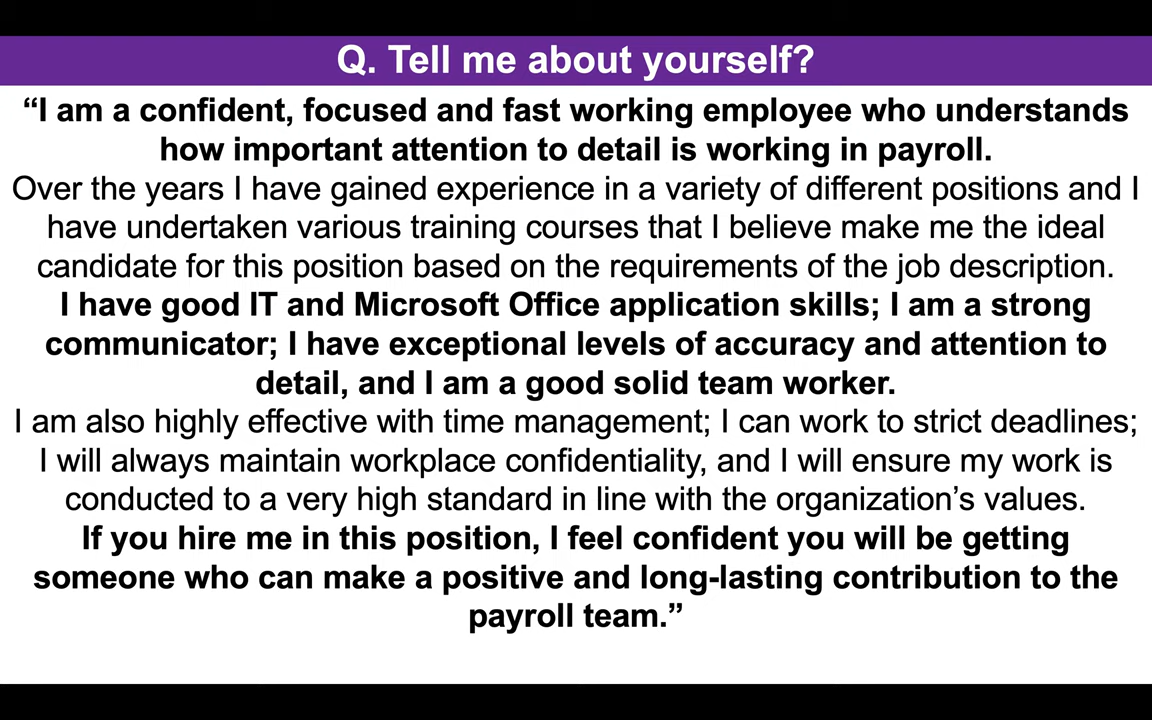 Q. Tell me about yourself?
“I am a confident, focused and fast working employee who understands
how important attention to detail is working in payroll.
Over the years I have gained experience in a variety of different positions and I
have undertaken various training courses that I believe make me the ideal
candidate for this position based on the requirements of the job description.
I have good IT and Microsoft Office application skills; I am a strong
communicator; I have exceptional levels of accuracy and attention to
detail, and I am a good solid team worker.
I am also highly effective with time management; I can work to strict deadlines;
I will always maintain workplace confidentiality, and I will ensure my work is
conducted to a very high standard in line with the organization’s values.
If you hire me in this position, I feel confident you will be getting
someone who can make a positive and long-lasting contribution to the
payroll team.”